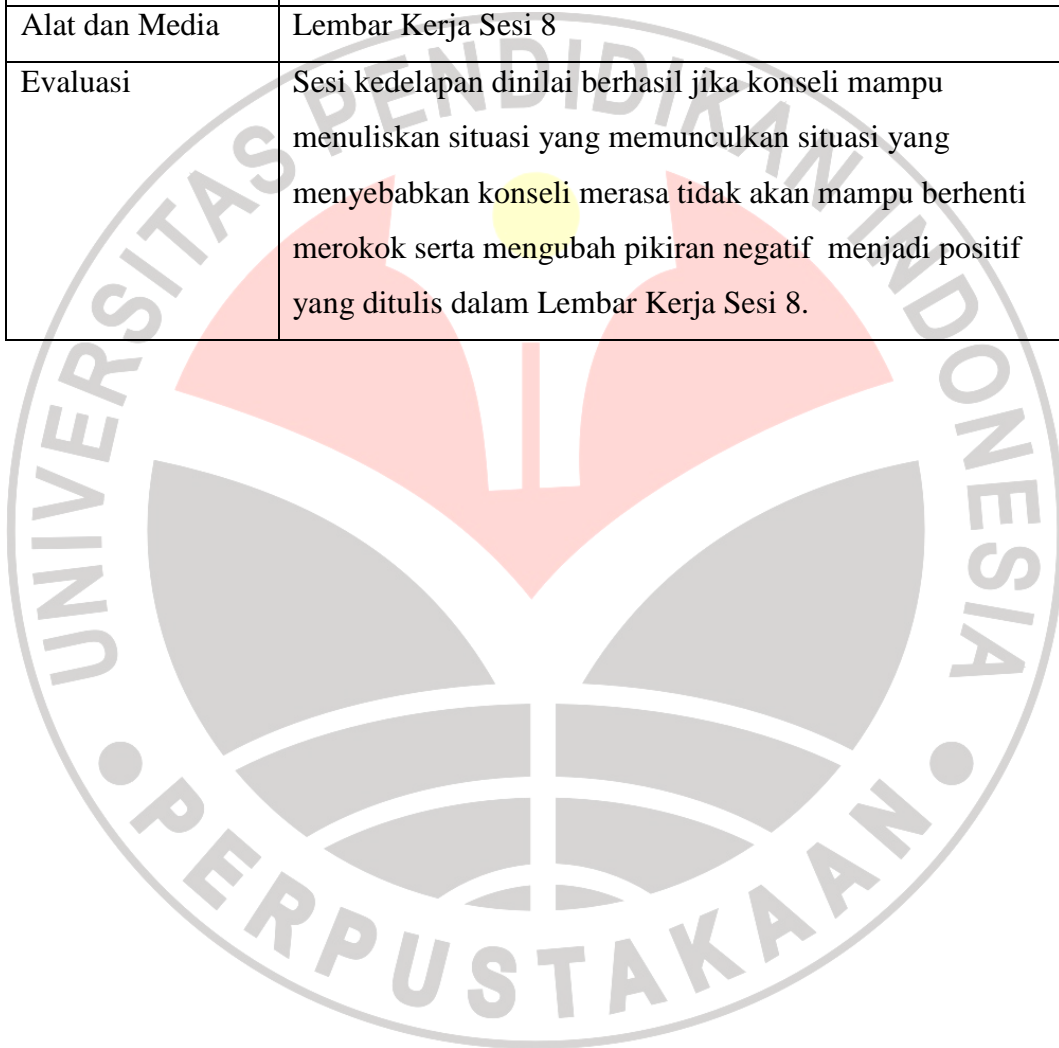 Alat dan Media Lembar Kerja Sesi 8
Evaluasi Sesi kedelapan dinilai berhasil jika konseli mampu
menuliskan situasi yang memunculkan situasi yang
menyebabkan konseli merasa tidak akan mampu berhenti
merokok serta mengubah pikiran negatif menjadi positif
yang ditulis dalam Lembar Kerja Sesi 8.
UNIVERSITAS PENDIDIKAN INDONESIA
PERPUSTAKAAN